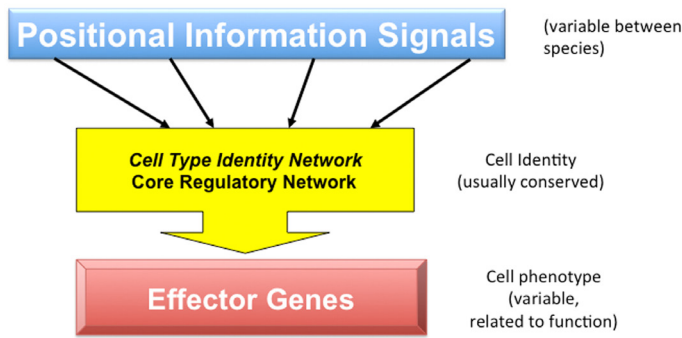 Positional Information Signals
(variable between
species)
Cell Type Identity Network
Core Regulatory Network
Cell Identity
(usually conserved)
Effector Genes
Cell phenotype
(variable,
related to function)